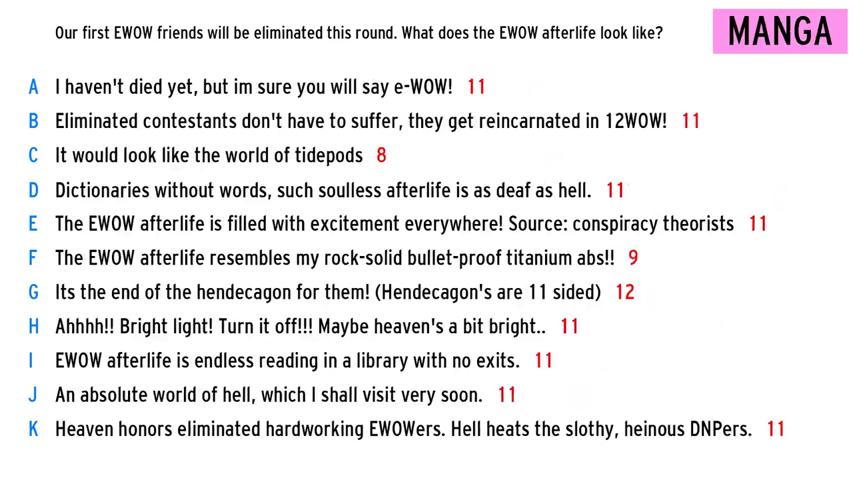 Our first EWOW friends will be eliminated this round. What does the EWOW afterlife look like?
MANGA
A I haven't died yet, but im sure you will say e-WOW! 11
B Eliminated contestants don't have to suffer, they get reincarnated in 12WOW! 11
C It would look like the world of tidepods 8
D Dictionaries without words, such soulless afterlife is as deaf as hell. 11
E The EWOW afterlife is filled with excitement everywhere! Source: conspiracy theorists 11
F The EWOW afterlife resembles my rock-solid bullet-proof titanium abs!! 9
G Its the end of the hendecagon for them! (Hendecagon's are 11 sided) 12
H Ahhhh!! Bright light! Turn it off!!! Maybe heaven's a bit bright.. 11
I EWOW afterlife is endless reading in a library with no exits. 11
J An absolute world of hell, which I shall visit very soon. 11
K Heaven honors eliminated hardworking EWOWers. Hell heats the slothy, heinous DNPers. 11